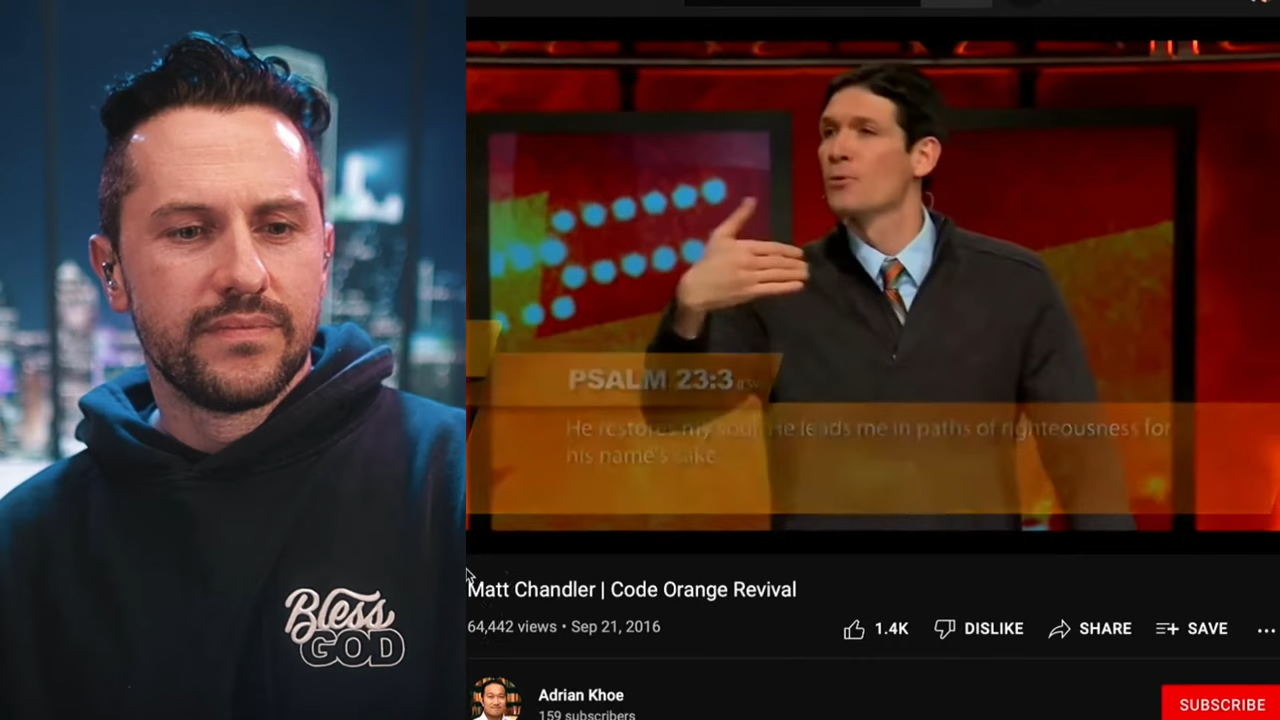 Bless
GOD
PSALM 23:3
He restores my soul. He leads me in paths of righteousness for
his name's sake.
Matt Chandler | Code Orange Revival
64,442 views • Sep 21, 2016
1.4K
DISLIKE
SHARE
SAVE
Adrian Khoe
159 subscribers
SUBSCRIBE